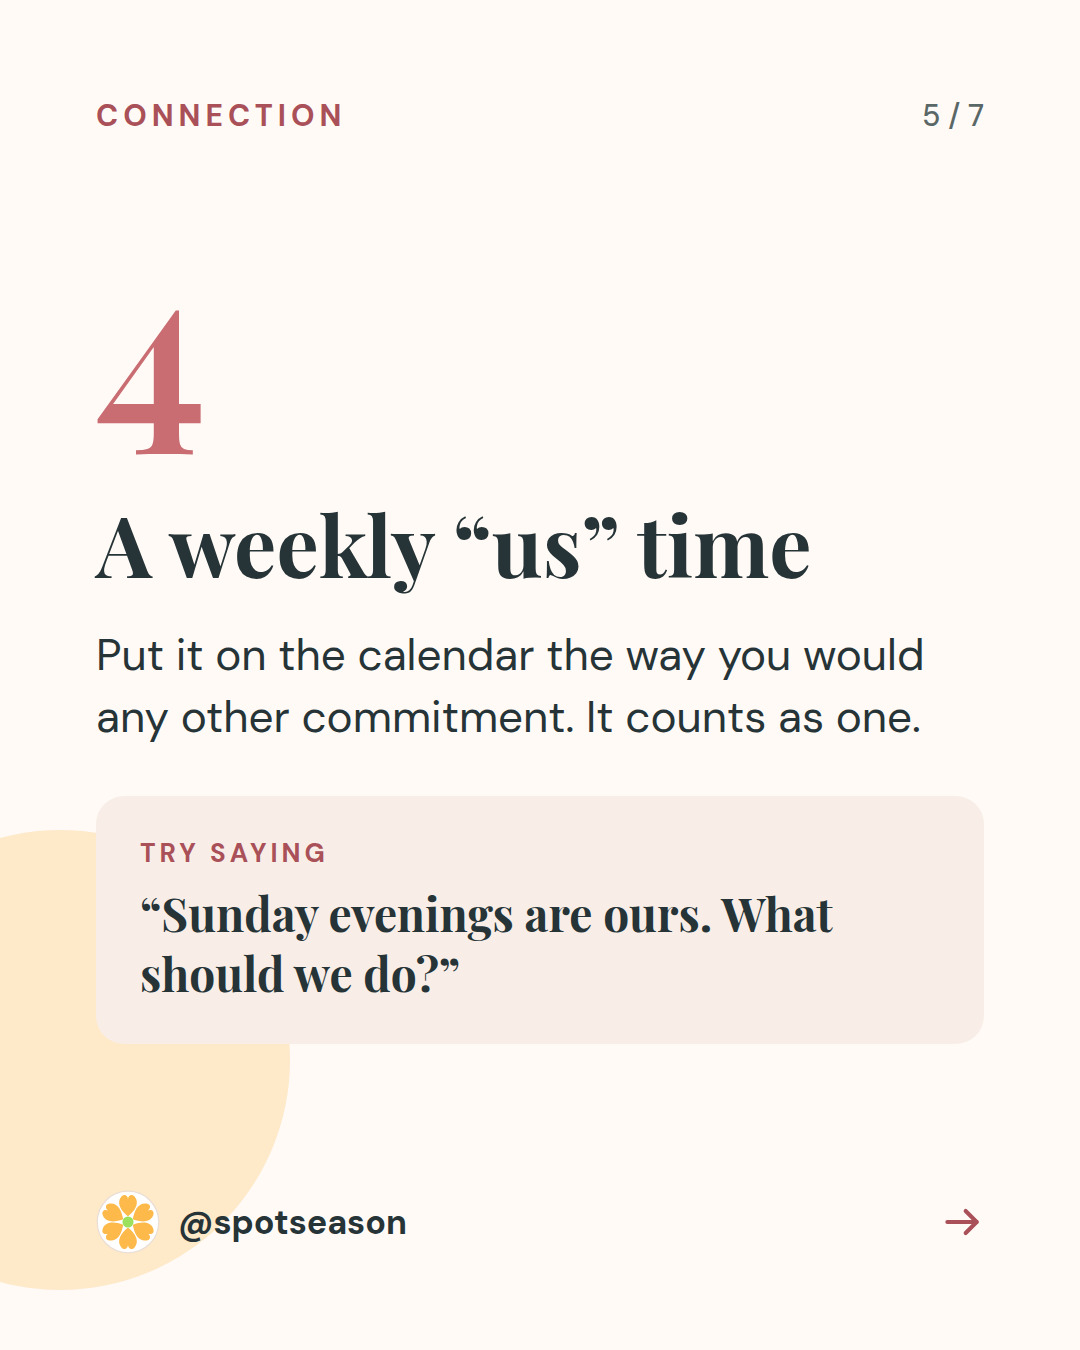 CONNECTION
5 / 7
4
A weekly “us” time
Put it on the calendar the way you would
any other commitment. It counts as one.
TRY SAYING
“Sunday evenings are ours. What
should we do?”
@spotseason